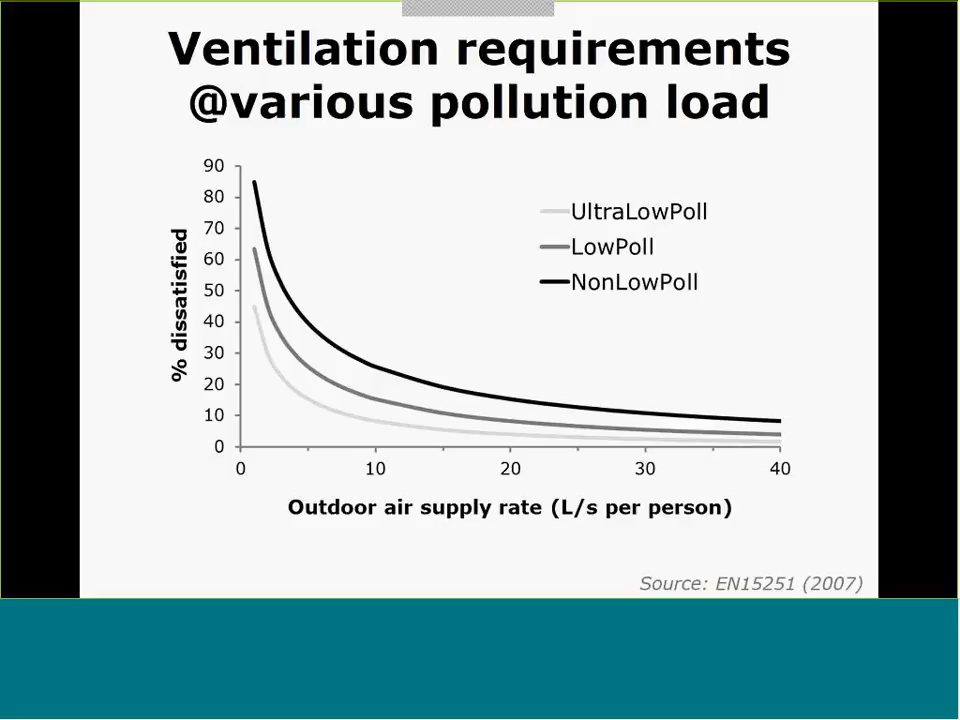 Ventilation requirements
@various pollution load
90
80
70
60
50
40
30
20
10
0
% dissatisfied
UltraLowPoll
LowPoll
NonLowPoll
0 10 20 30 40
Outdoor air supply rate (L/s per person)
Source: EN15251 (2007)